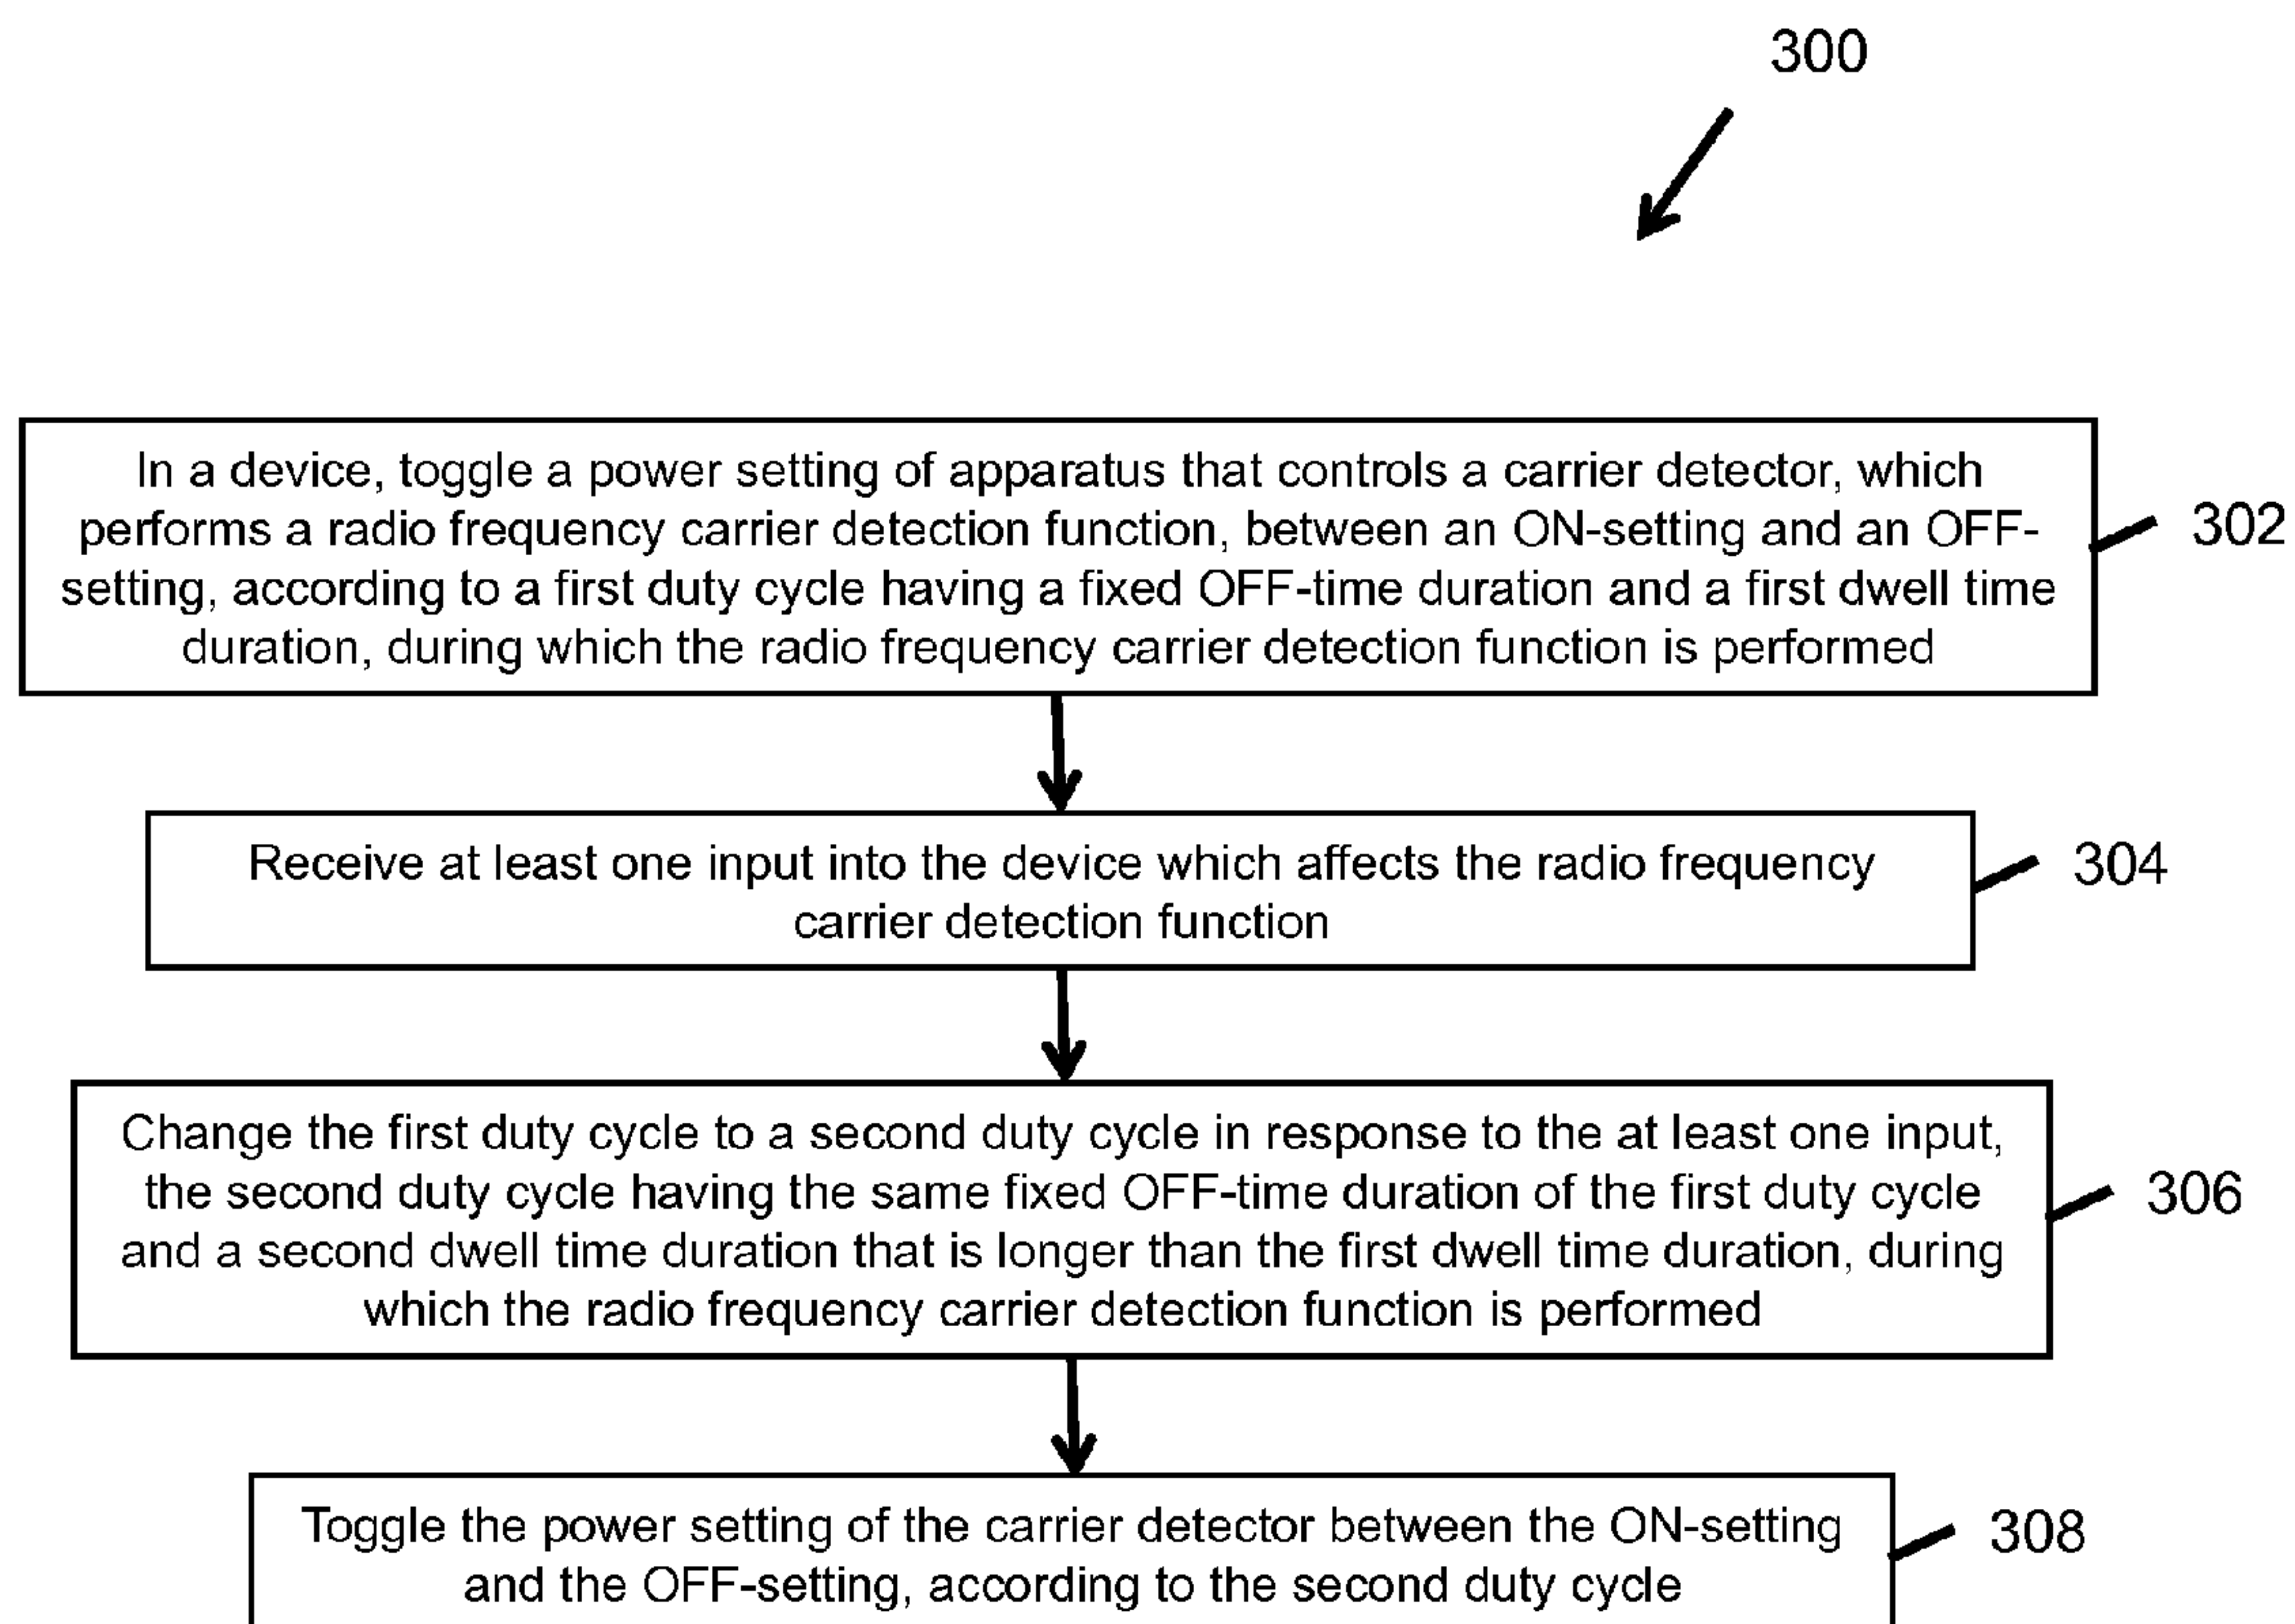 300
In a device, toggle a power setting of apparatus that controls a carrier detector, which
performs a radio frequency carrier detection function, between an ON-setting and an OFF-
setting, according to a first duty cycle having a fixed OFF-time duration and a first dwell time
duration, during which the radio frequency carrier detection function is performed
302
Receive at least one input into the device which affects the radio frequency
carrier detection function
304
Change the first duty cycle to a second duty cycle in response to the at least one input,
the second duty cycle having the same fixed OFF-time duration of the first duty cycle
and a second dwell time duration that is longer than the first dwell time duration, during
which the radio frequency carrier detection function is performed
306
Toggle the power setting of the carrier detector between the ON-setting
and the OFF-setting, according to the second duty cycle
308